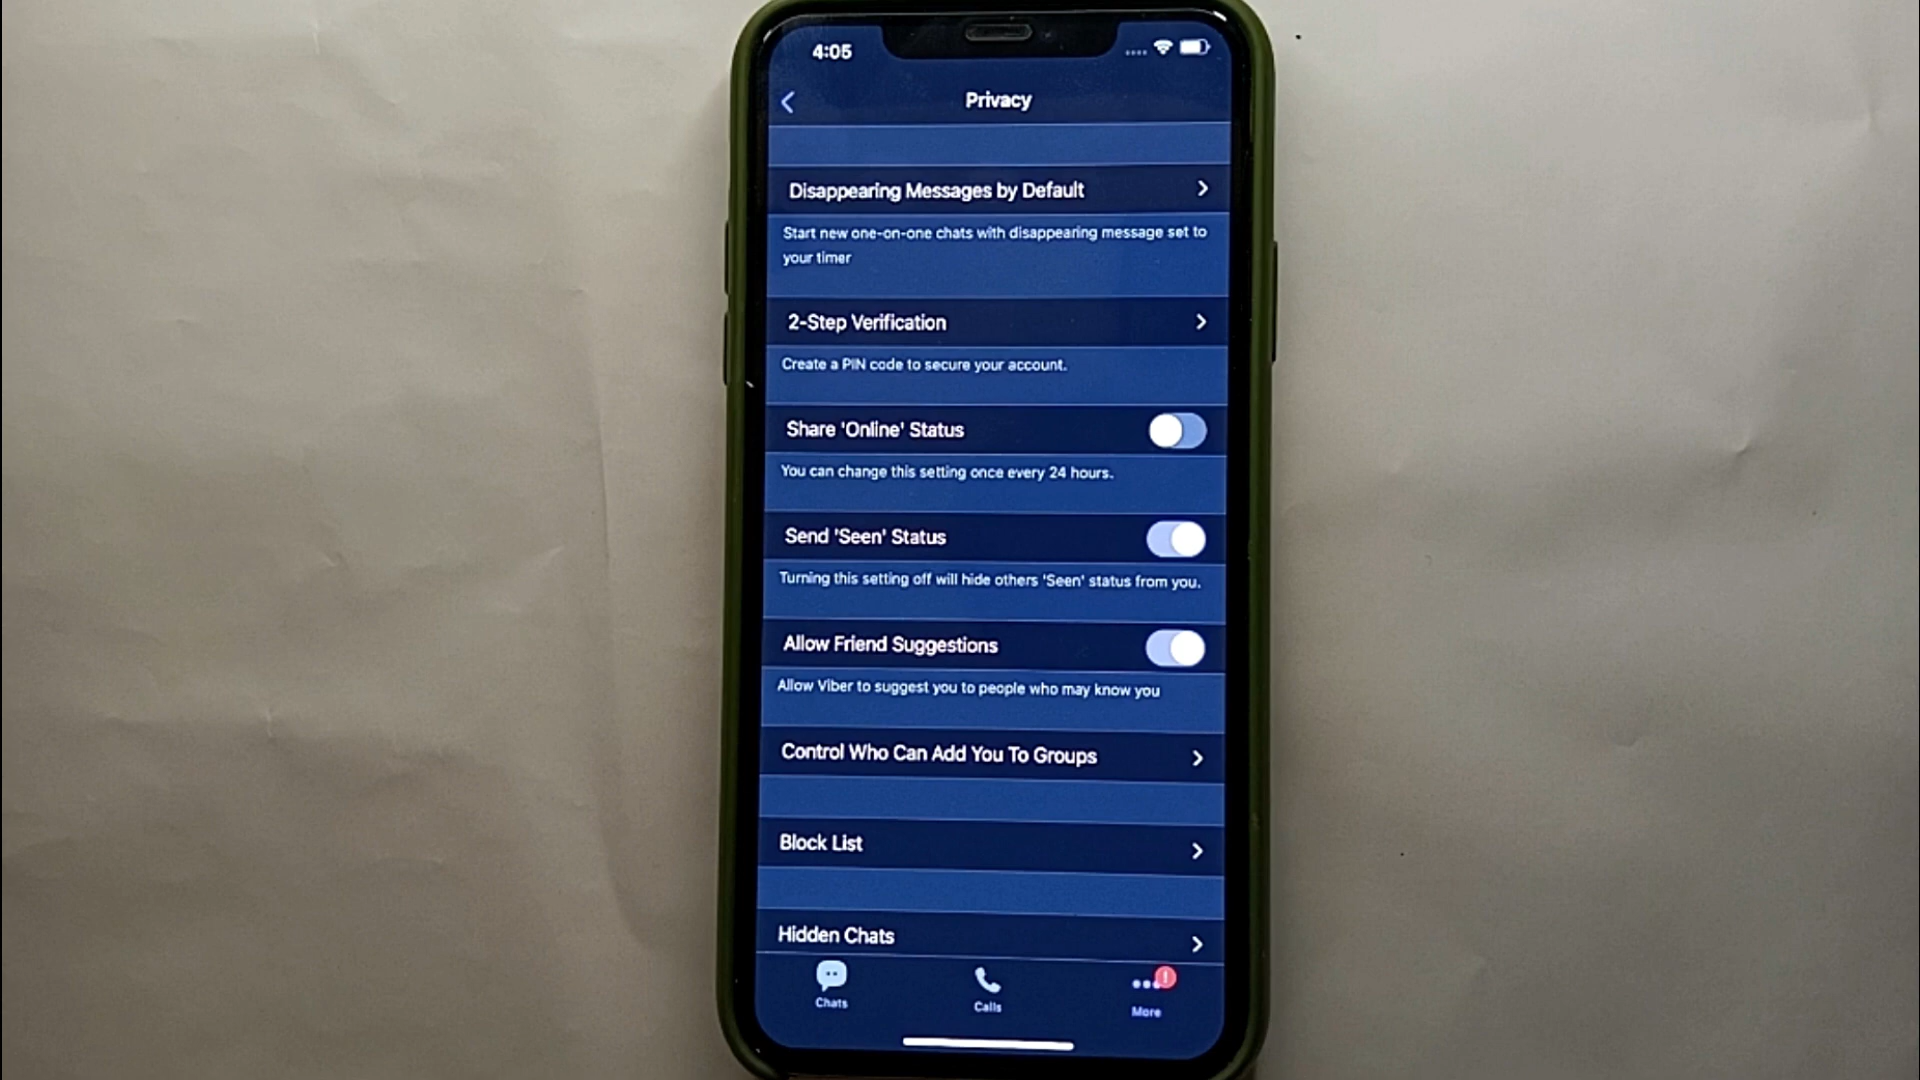 4:05
Privacy
Disappearing Messages by Default
Start new one-on-one chats with disappearing message set to
your timer
2-Step Verification
Create a PIN code to secure your account.
Share 'Online' Status
You can change this setting once every 24 hours.
Send 'Seen' Status
Turning this setting off will hide others 'Seen' status from you.
Allow Friend Suggestions
Allow Viber to suggest you to people who may know you
Control Who Can Add You To Groups
Block List
Hidden Chats
!
Chats
Calls
More